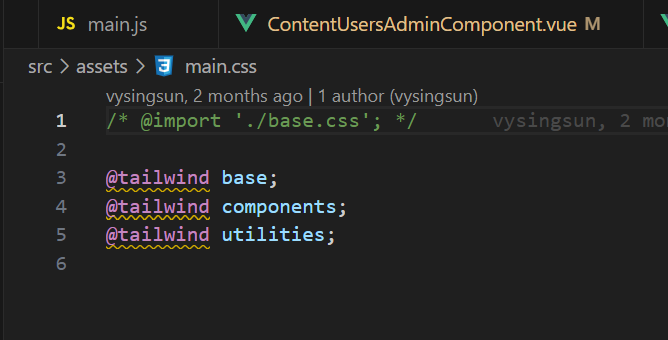 JS main.js ContentUsersAdminComponent.vue M
src > assets > main.css
vysingsun, 2 months ago | 1 author (vysingsun)
1 /* @import './base.css'; */ vysingsun, 2 mo
2
3 @tailwind base;
4 @tailwind components;
5 @tailwind utilities;
6